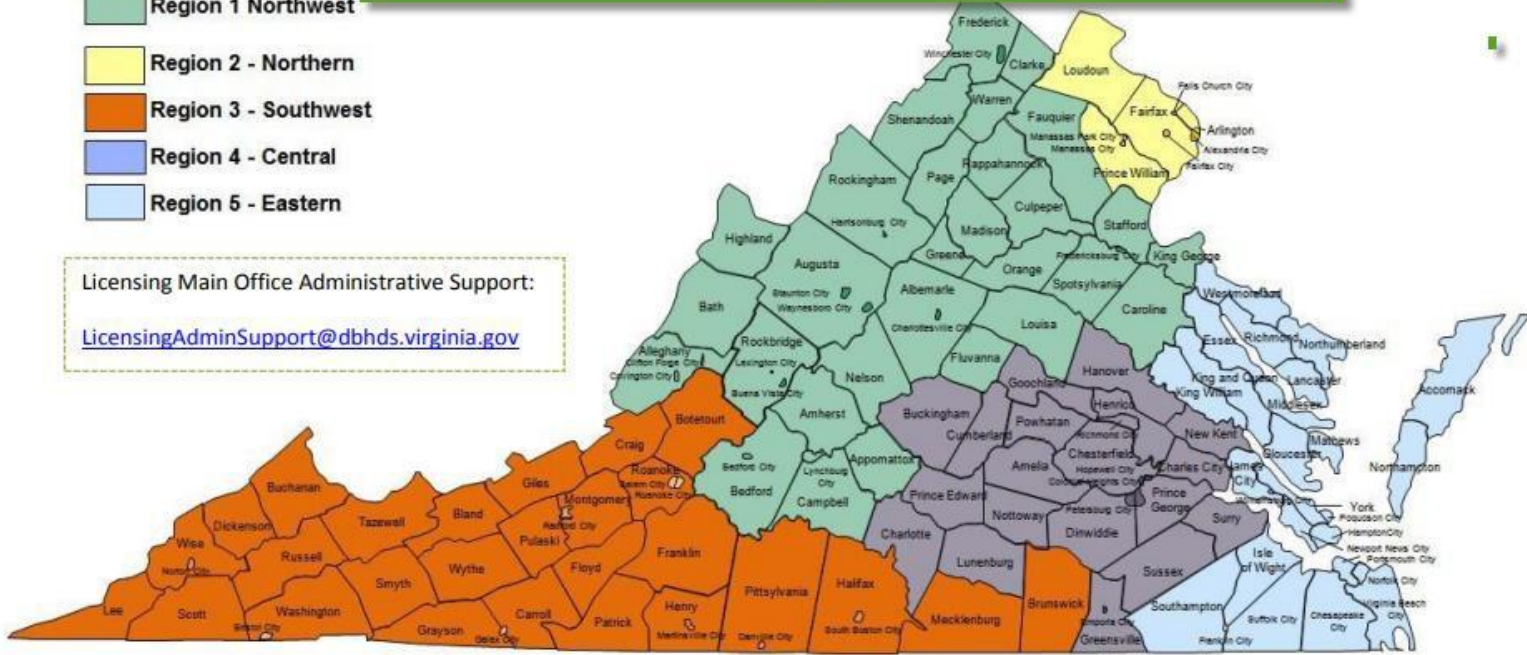 Region 1 Northwest
Region 2 - Northern
Region 3 - Southwest
Region 4 - Central
Region 5 - Eastern
Licensing Main Office Administrative Support:
LicensingAdminSupport@dbhds.virginia.gov
Frederick
Winchester City
Clarke
Loudoun
Falls Church City
Warren
Fairfax
Shenandoah
Fauquier
Arlington
Manassas Park City
Manassas City
Alexandria City
Fairfax City
Rappahannock
Page
Prince William
Rockingham
Culpeper
Harrisonburg City
Madison
Stafford
Highland
Greene
Orange
Fredericksburg City
King George
Augusta
Albemarle
Spotsylvania
Staunton City
Waynesboro City
Westmoreland
Bath
Charlottesville City
Louisa
Caroline
Rockbridge
Essex
Richmond
Northumberland
Alleghany
Clifton Forge City
Covington City
Lexington City
Fluvanna
Hanover
Nelson
Goochland
King and Queen
King William
Lancaster
Accomack
Buena Vista City
Amherst
Buckingham
Henrico
Middlesex
Botetourt
Cumberland
Powhatan
Richmond City
New Kent
Mathews
Craig
Appomattox
Chesterfield
Gloucester
Bedford City
Lynchburg City
Amelia
Hopewell City
Colonial Heights City
Charles City
James City
Northampton
Roanoke
Salem City
Roanoke City
Giles
Buchanan
Montgomery
Bedford
Campbell
Prince Edward
Prince George
Williamsburg City
York
Poquoson City
Hampton City
Dickenson
Tazewell
Bland
Radford City
Pulaski
Nottoway
Petersburg City
Surry
Wise
Charlotte
Dinwiddie
Newport News City
Portsmouth City
Russell
Franklin
Isle of Wight
Norton City
Wythe
Floyd
Lunenburg
Sussex
Norfolk City
Smyth
Pittsylvania
Halifax
Lee
Scott
Washington
Carroll
Henry
Brunswick
Southampton
Virginia Beach City
Bristol City
Grayson
Galax City
Patrick
Martinsville City
Danville City
South Boston City
Mecklenburg
Emporia City
Greensville
Franklin City
Suffolk City
Chesapeake City